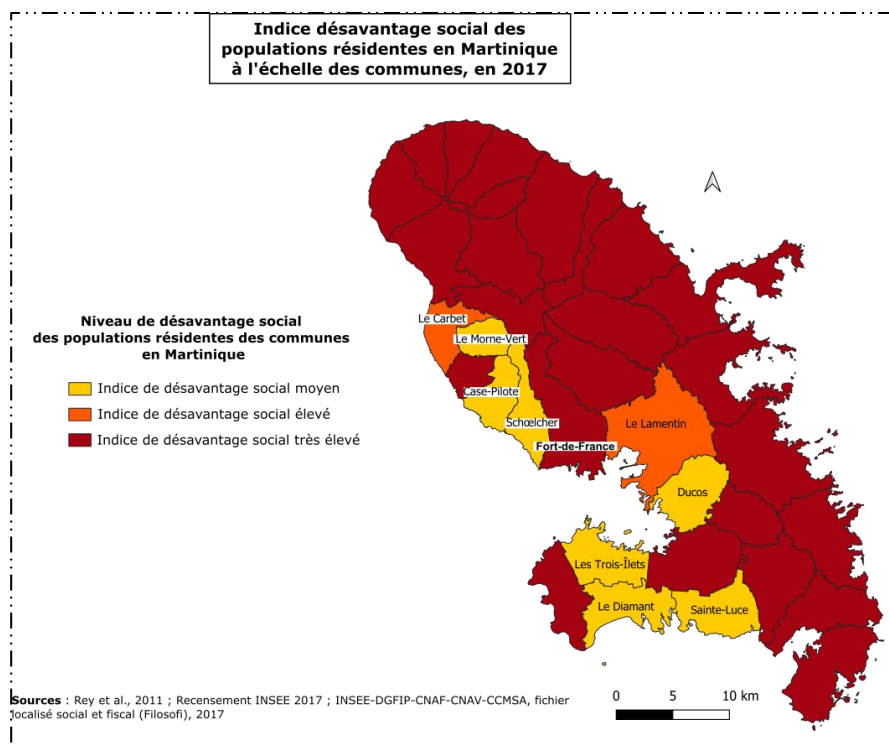 Indice désavantage social des
populations résidentes en Martinique
à l'échelle des communes, en 2017
Le Carbet
Le Morne-Vert
Niveau de désavantage social
des populations résidentes des communes
en Martinique
Indice de désavantage social moyen
Indice de désavantage social élevé
Indice de désavantage social très élevé
Case-Pilote
Schœlcher
Le Lamentin
Fort-de-France
Ducos
Les Trois-Îlets
Le Diamant
Sainte-Luce
Sources : Rey et al., 2011 ; Recensement INSEE 2017 ; INSEE-DGFIP-CNAF-CNAV-CCMSA, fichier
localisé social et fiscal (Filosofi), 2017
0 5 10 km